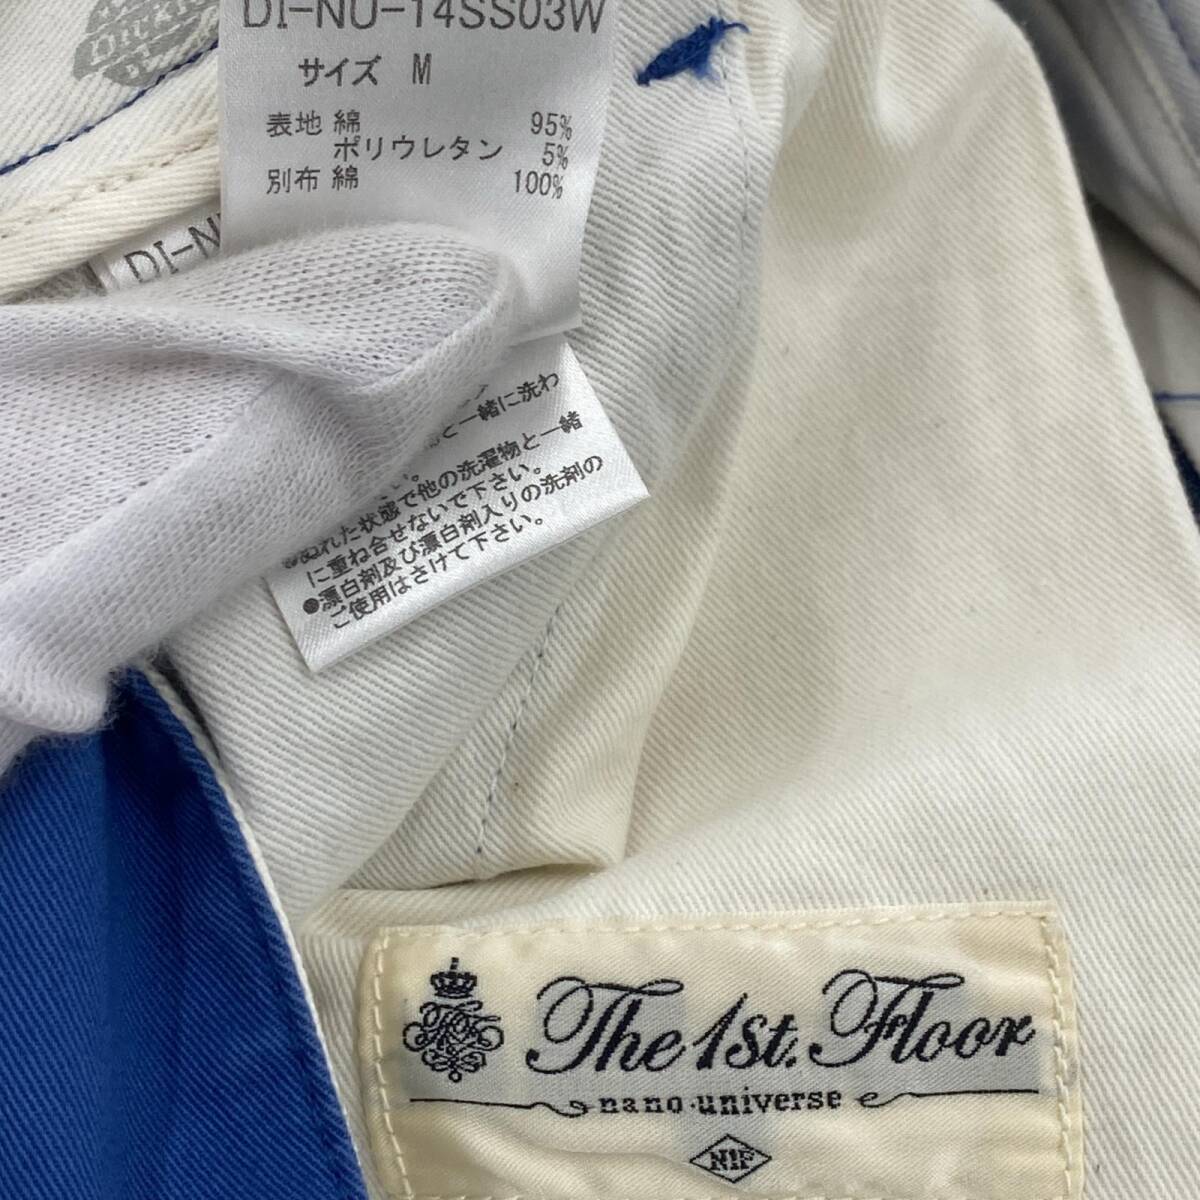 DICKIES
DI-NU-14SS03W
サイズ M
表地 綿 95%
ポリウレタン 5%
別布 綿 100%
DI-N
と一緒に洗わ
い。
●ぬれた状態で他の洗濯物と一緒
に重ね合せないで下さい。
●漂白剤及び漂白剤入りの洗剤の
ご使用はさけて下さい。
The 1st. Floor
nano·universe
N1F